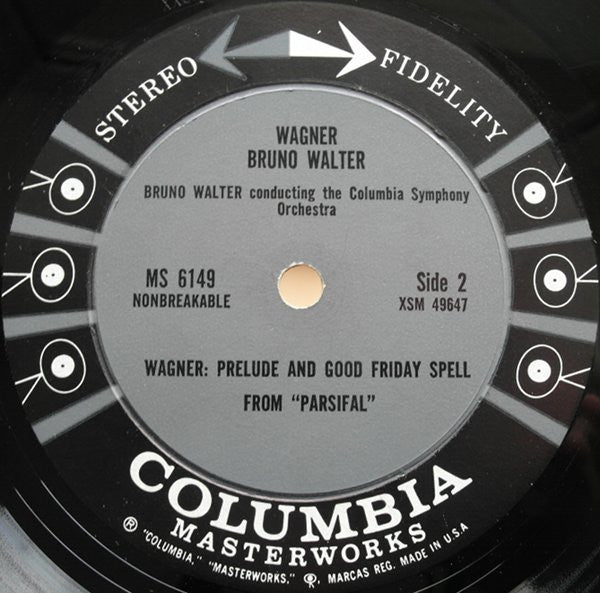 STEREO FIDELITY
WAGNER
BRUNO WALTER
BRUNO WALTER conducting the Columbia Symphony
Orchestra
MS 6149
NONBREAKABLE
Side 2
XSM 49647
WAGNER: PRELUDE AND GOOD FRIDAY SPELL
FROM "PARSIFAL"
COLUMBIA
MASTERWORKS
® "COLUMBIA," "MASTERWORKS," MARCAS REG. MADE IN U.S.A